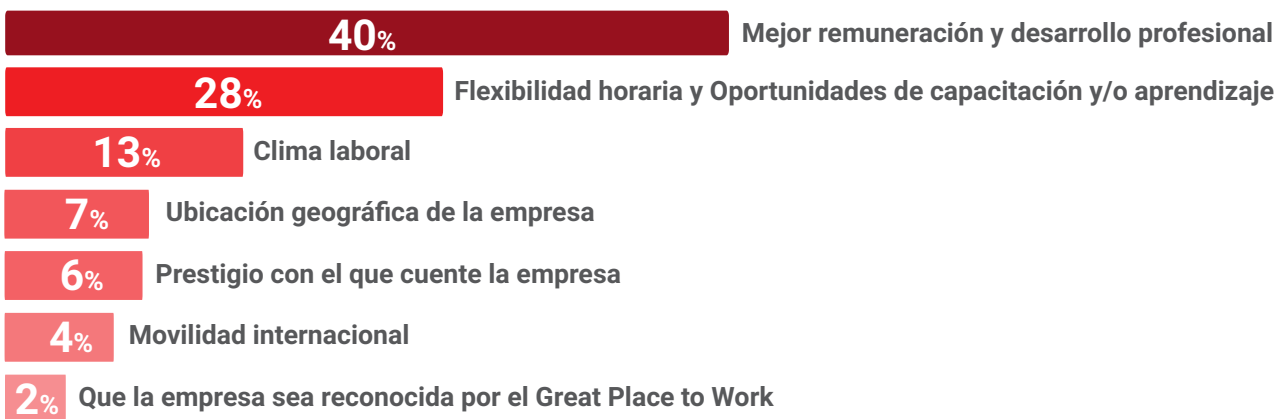 40% Mejor remuneración y desarrollo profesional
28% Flexibilidad horaria y Oportunidades de capacitación y/o aprendizaje
13% Clima laboral
7% Ubicación geográfica de la empresa
6% Prestigio con el que cuente la empresa
4% Movilidad internacional
2% Que la empresa sea reconocida por el Great Place to Work